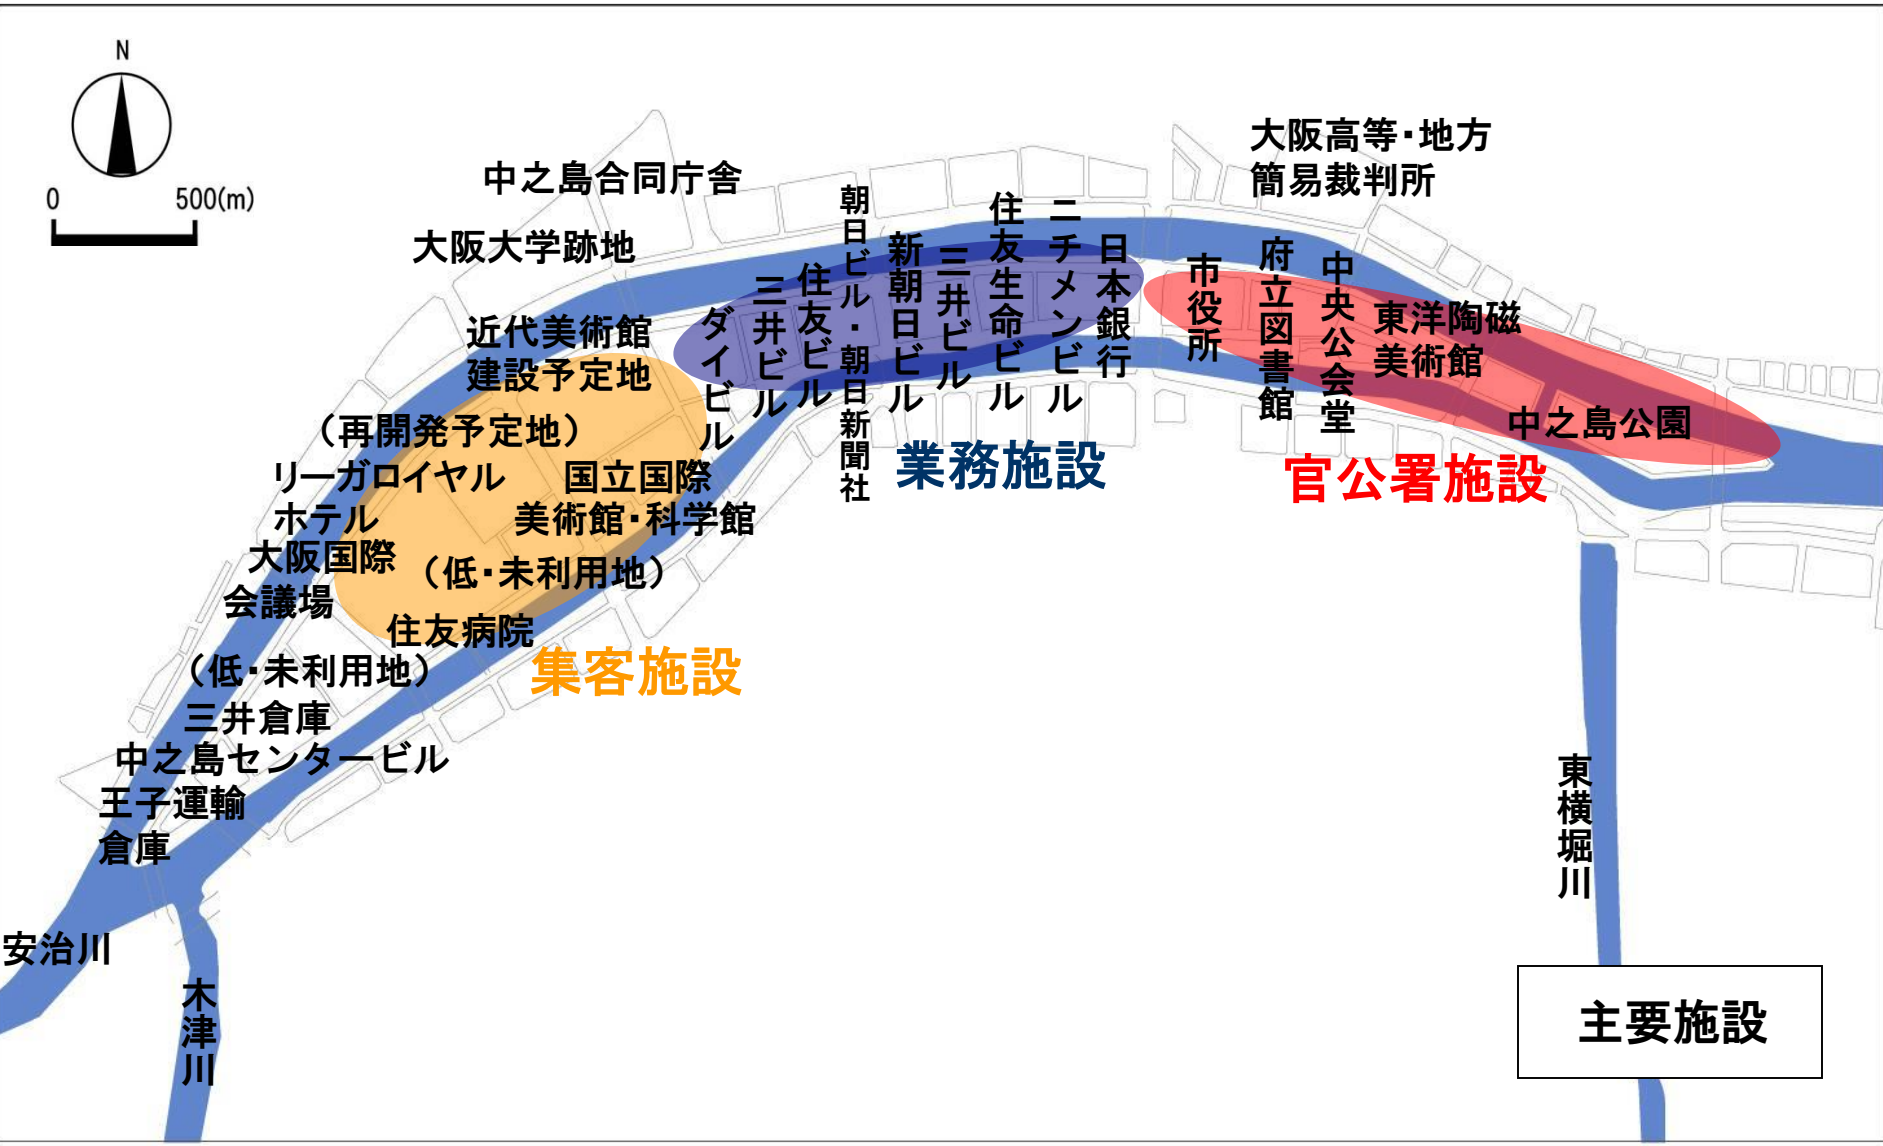 N
0 500(m)
大阪高等・地方
簡易裁判所
中之島合同庁舎
大阪大学跡地
近代美術館
建設予定地
（再開発予定地）
リーガロイヤル
ホテル
国立国際
美術館・科学館
大阪国際
会議場
（低・未利用地）
住友病院
（低・未利用地）
三井倉庫
中之島センタービル
王子運輸
倉庫
集客施設
ダイビル
三井ビル
住友ビル
朝日ビル・朝日新聞社
新朝日ビル
三井ビル
住友生命ビル
ニチメンビル
日本銀行
業務施設
市役所
府立図書館
中央公会堂
東洋陶磁
美術館
中之島公園
官公署施設
安治川
木津川
東横堀川
主要施設